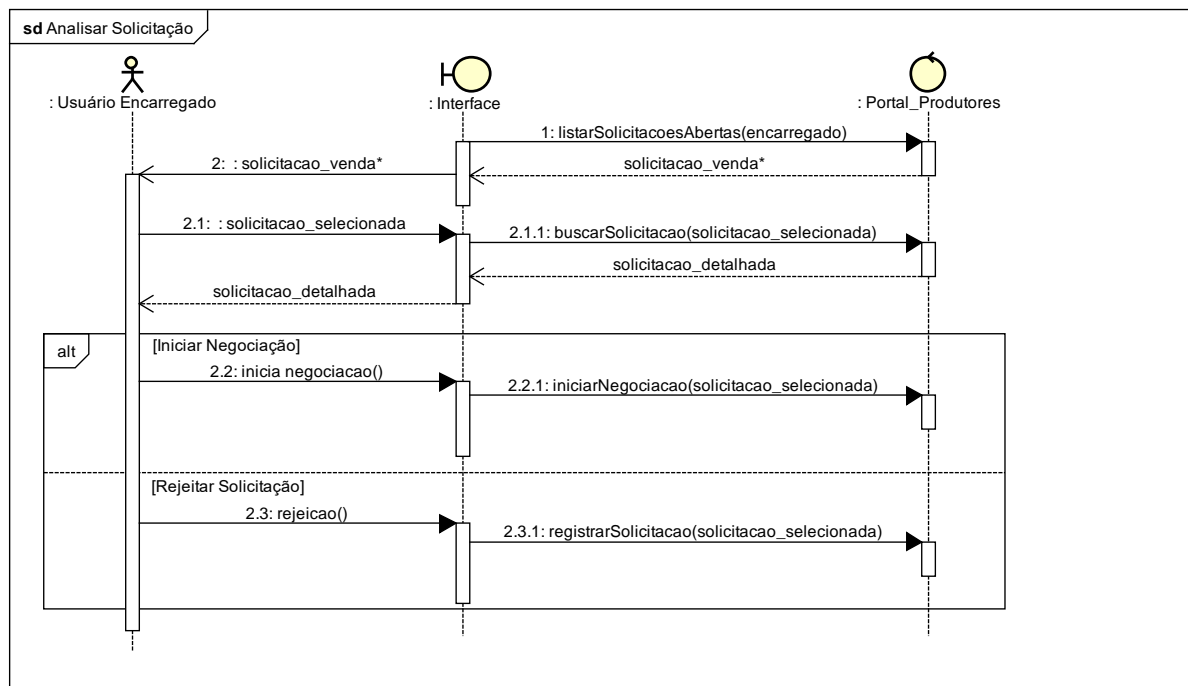 sd Analisar Solicitação
: Usuário Encarregado
: Interface
: Portal_Produtores
1: listarSolicitacoesAbertas(encarregado)
2: : solicitacao_venda*
solicitacao_venda*
2.1: : solicitacao_selecionada
2.1.1: buscarSolicitacao(solicitacao_selecionada)
solicitacao_detalhada
solicitacao_detalhada
alt
[Iniciar Negociação]
2.2: inicia negociacao()
2.2.1: iniciarNegociacao(solicitacao_selecionada)
[Rejeitar Solicitação]
2.3: rejeicao()
2.3.1: registrarSolicitacao(solicitacao_selecionada)